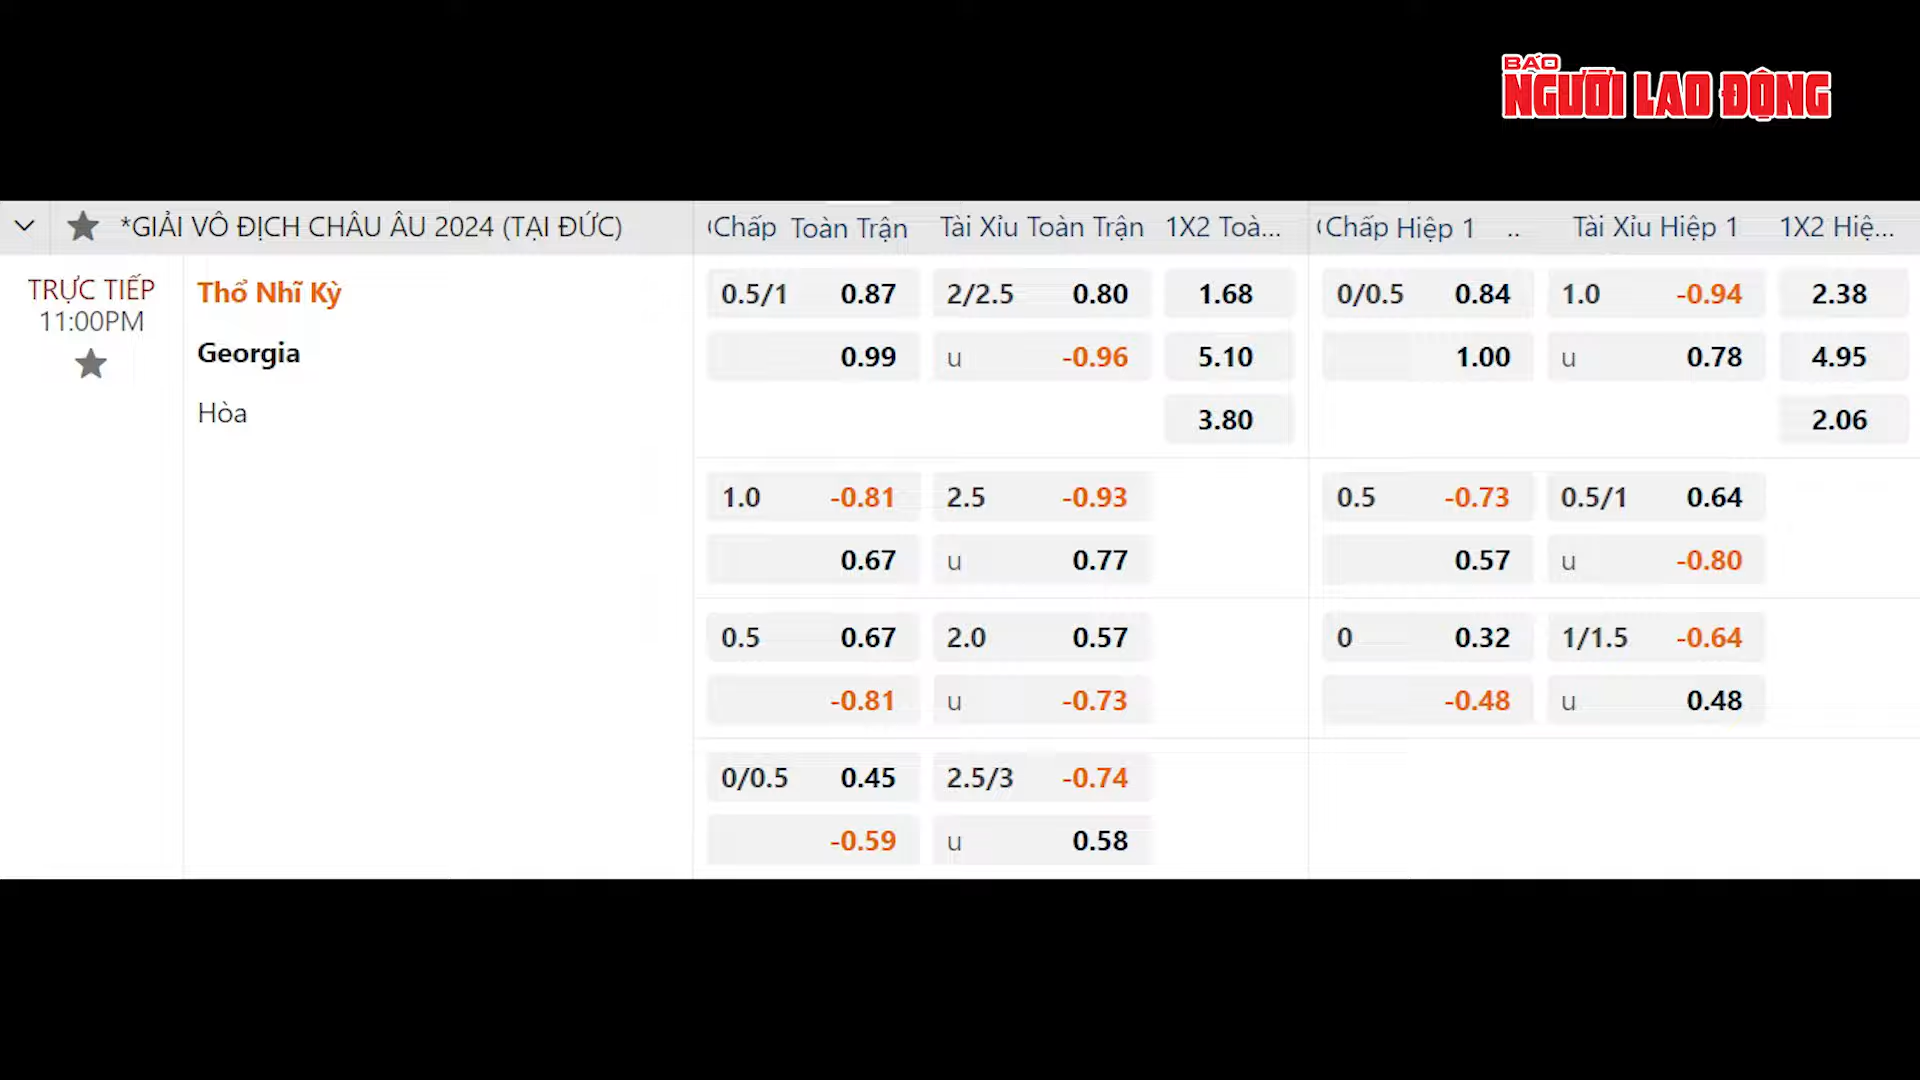 BÁO
NGƯỜI LAO ĐỘNG
*GIẢI VÔ ĐỊCH CHÂU ÂU 2024 (TẠI ĐỨC) Chấp Toàn Trận Tài Xỉu Toàn Trận 1X2 Toà... Chấp Hiệp 1 .. Tài Xỉu Hiệp 1 1X2 Hiệ...
TRỰC TIẾP Thổ Nhĩ Kỳ 0.5/1 0.87 2/2.5 0.80 1.68 0/0.5 0.84 1.0 -0.94 2.38
11:00PM
Georgia 0.99 u -0.96 5.10 1.00 u 0.78 4.95
Hòa 3.80 2.06
1.0 -0.81 2.5 -0.93 0.5 -0.73 0.5/1 0.64
0.67 u 0.77 0.57 u -0.80
0.5 0.67 2.0 0.57 0 0.32 1/1.5 -0.64
-0.81 u -0.73 -0.48 u 0.48
0/0.5 0.45 2.5/3 -0.74
-0.59 u 0.58